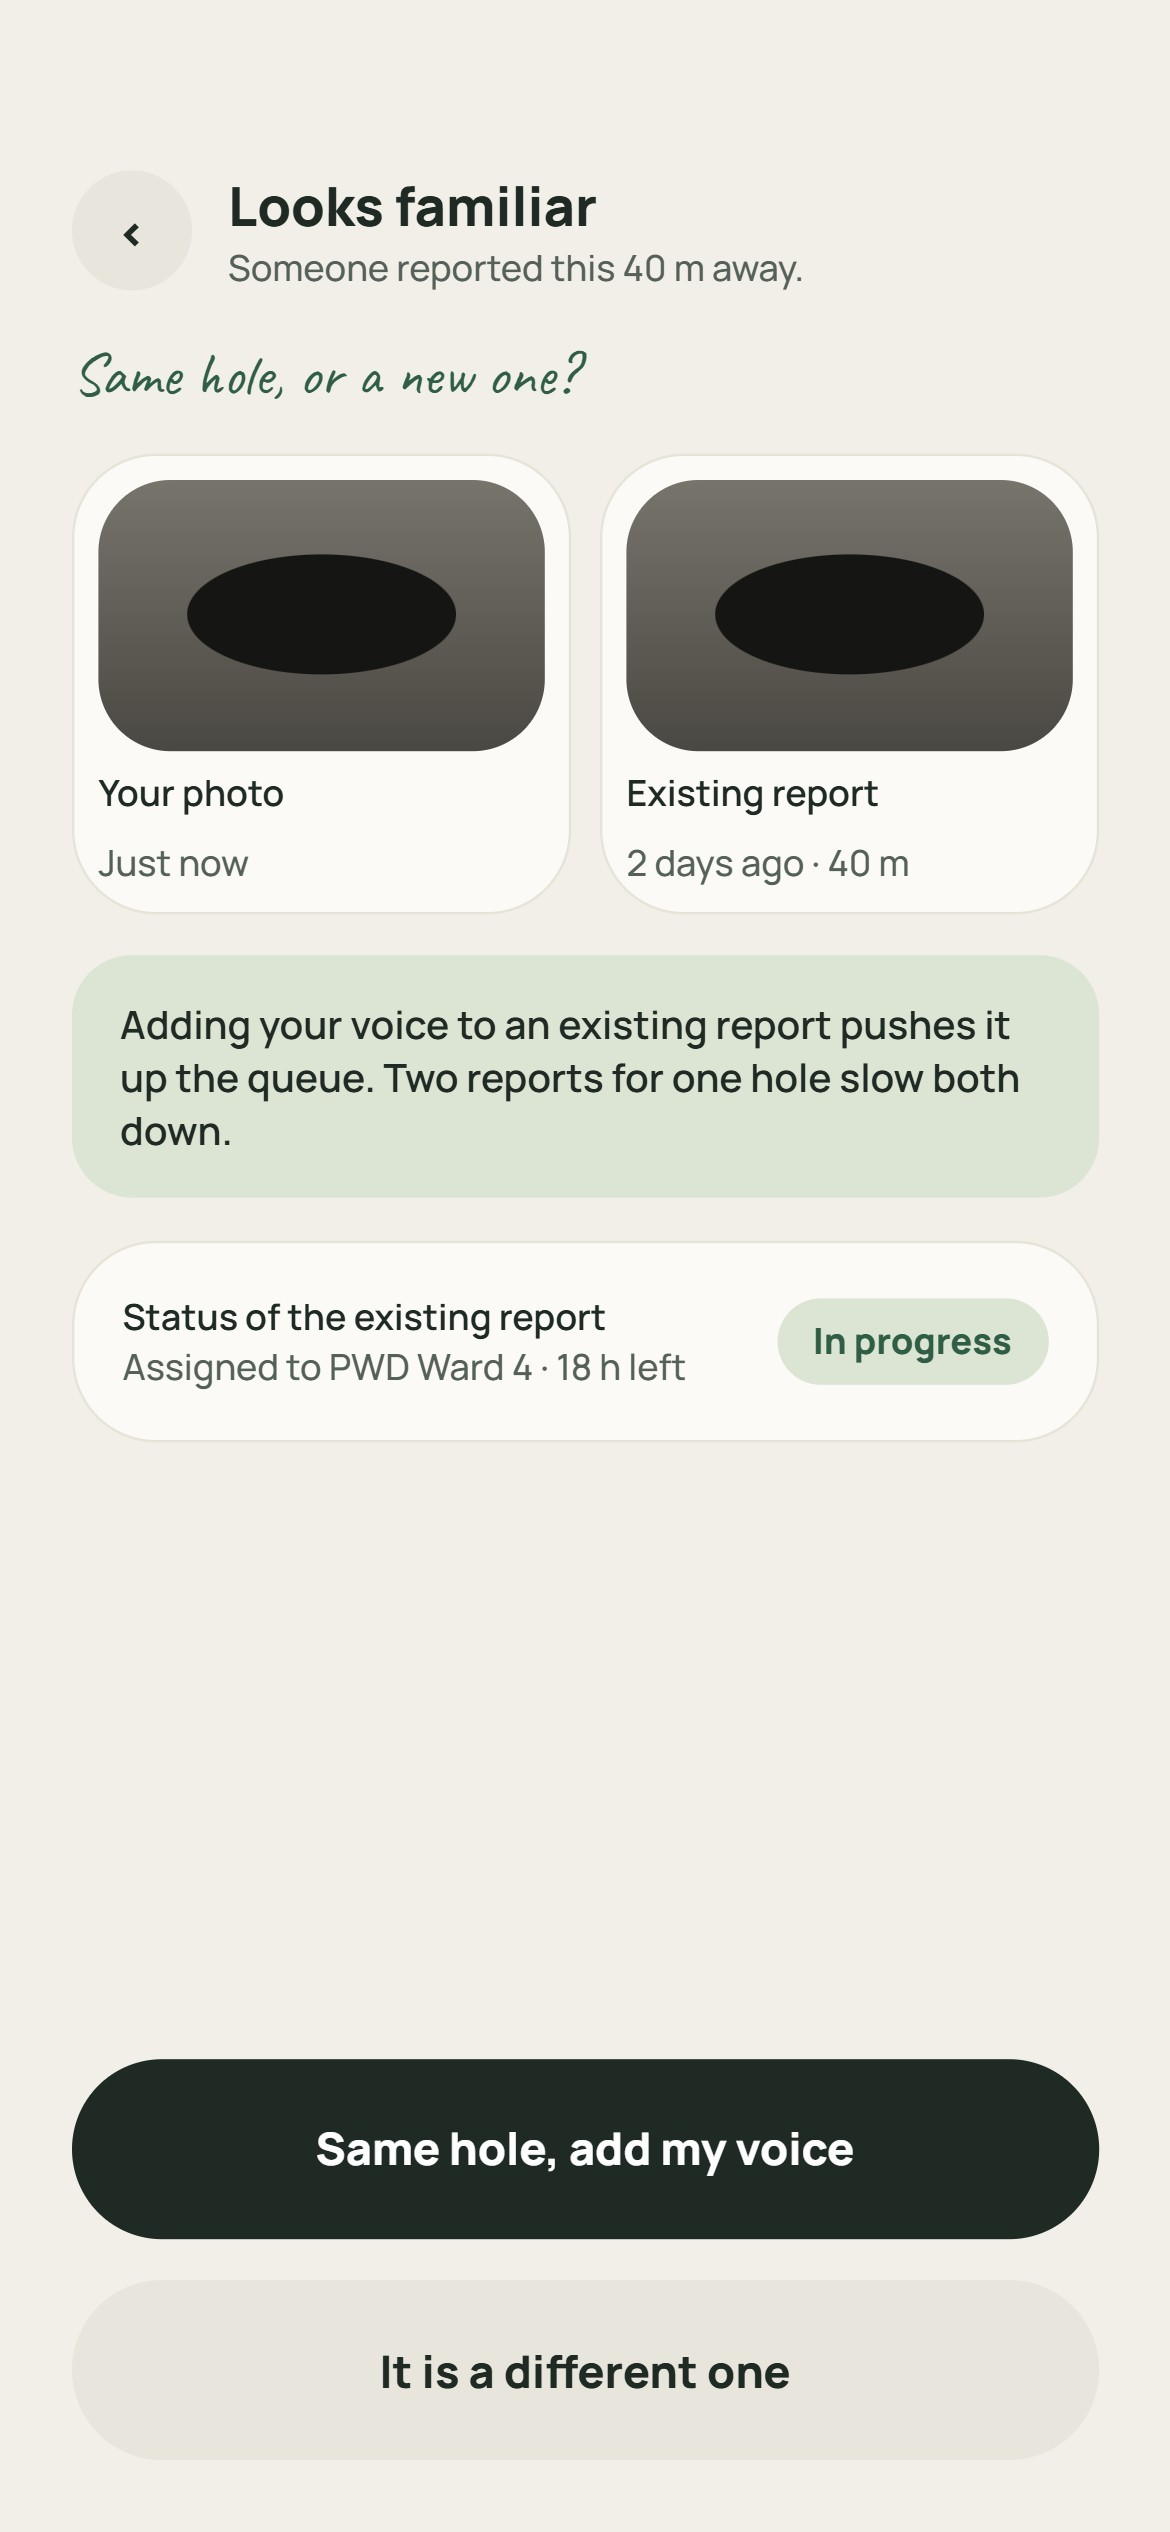 Looks familiar
Someone reported this 40 m away.
Same hole, or a new one?
Your photo
Just now
Existing report
2 days ago · 40 m
Adding your voice to an existing report pushes it
up the queue. Two reports for one hole slow both
down.
Status of the existing report
Assigned to PWD Ward 4 · 18 h left
In progress
Same hole, add my voice
It is a different one